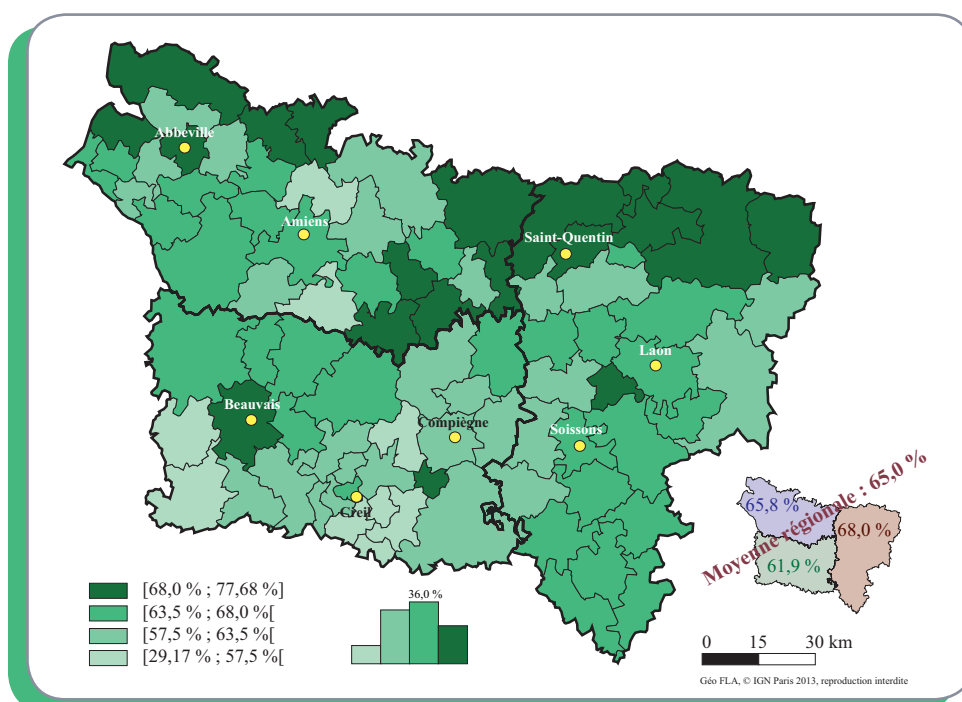 Abbeville
Amiens
Saint-Quentin
Laon
Beauvais
Compiègne
Soissons
Creil
[68,0 % ; 77,68 %]
[63,5 % ; 68,0 %[
[57,5 % ; 63,5 %[
[29,17 % ; 57,5 %[
36,0 %
Moyenne régionale : 65,0 %
65,8 %
68,0 %
61,9 %
0 15 30 km
Géo FLA, © IGN Paris 2013, reproduction interdite